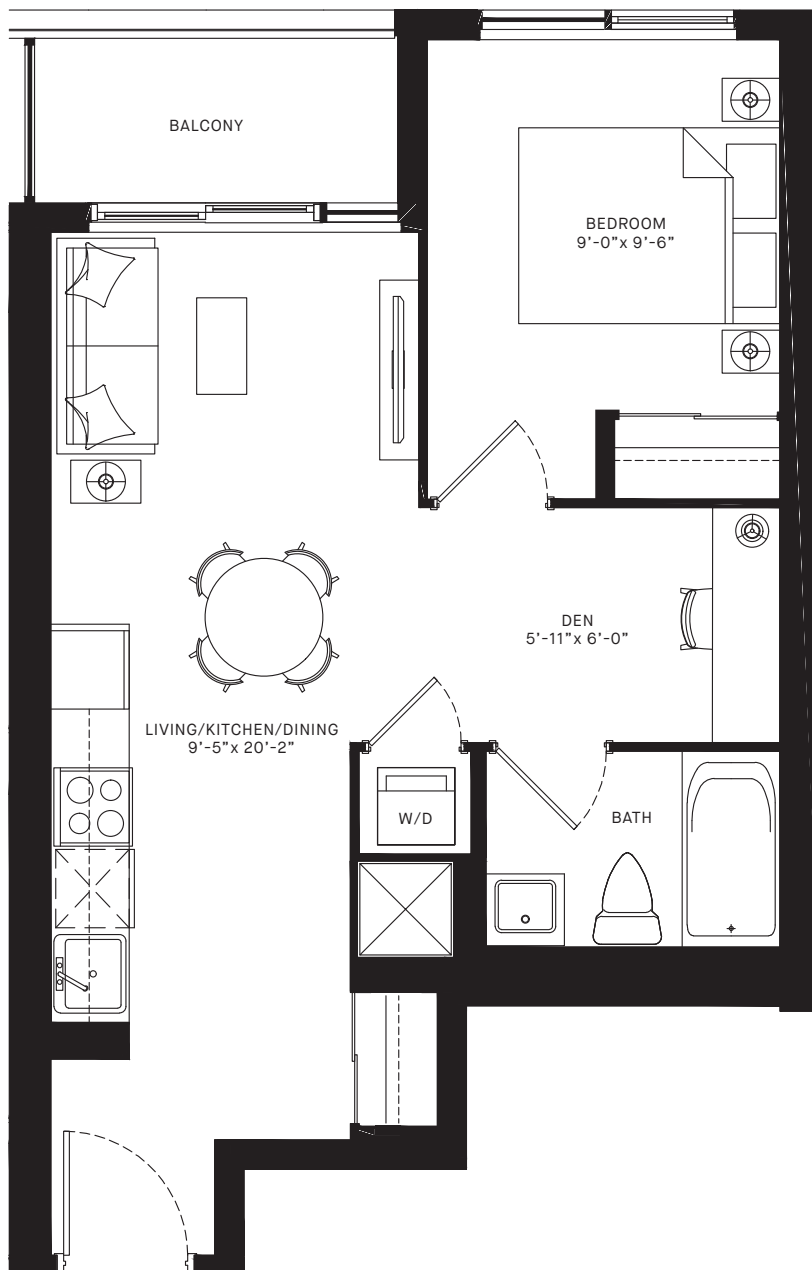 BALCONY
BEDROOM
9’-0”x 9’-6”
DEN
5’-11”x 6’-0”
LIVING/KITCHEN/DINING
9’-5”x 20’-2”
W/D
BATH